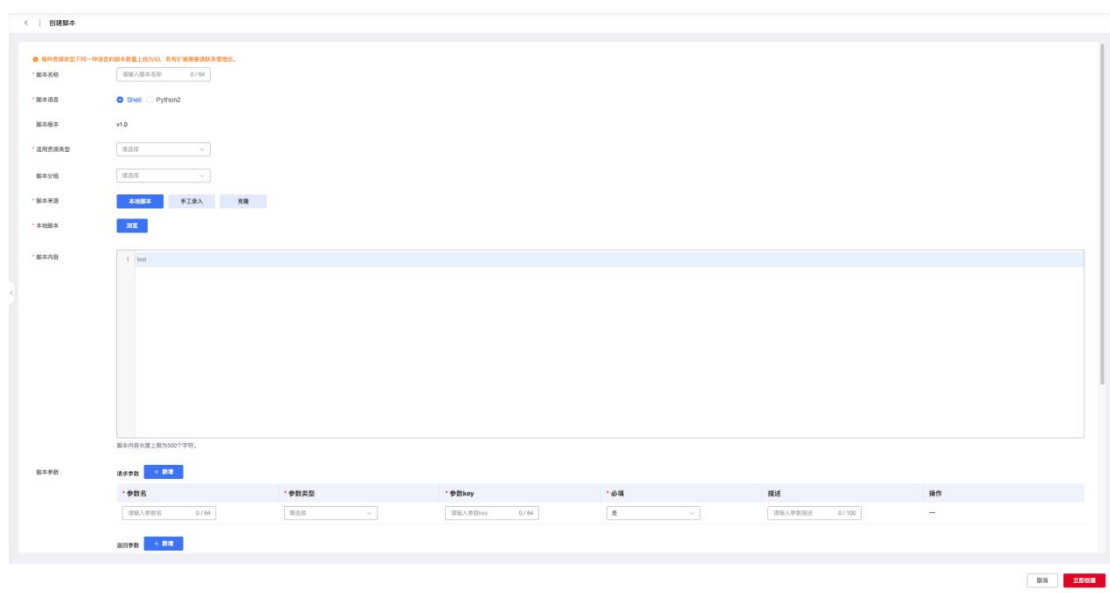 创建脚本
每种资源类型下同一种语言的脚本数量上线为50，若有扩展需要请联系管理员。
* 脚本名称 请输入脚本名称 0 / 64
* 脚本语言 Shell Python2
脚本版本 v1.0
* 适用资源类型 请选择
脚本分组 请选择
* 脚本来源 本地脚本 手工录入 克隆
* 本地脚本 浏览
* 脚本内容 1 test
脚本内容长度上限为500个字符。
脚本参数 请求参数 + 新增
* 参数名 * 参数类型 * 参数key * 必填 描述 操作
请输入参数名 0 / 64 请选择 请输入参数key 0 / 64 是 请输入参数描述 0 / 100 —
返回参数 + 新增
取消 立即创建